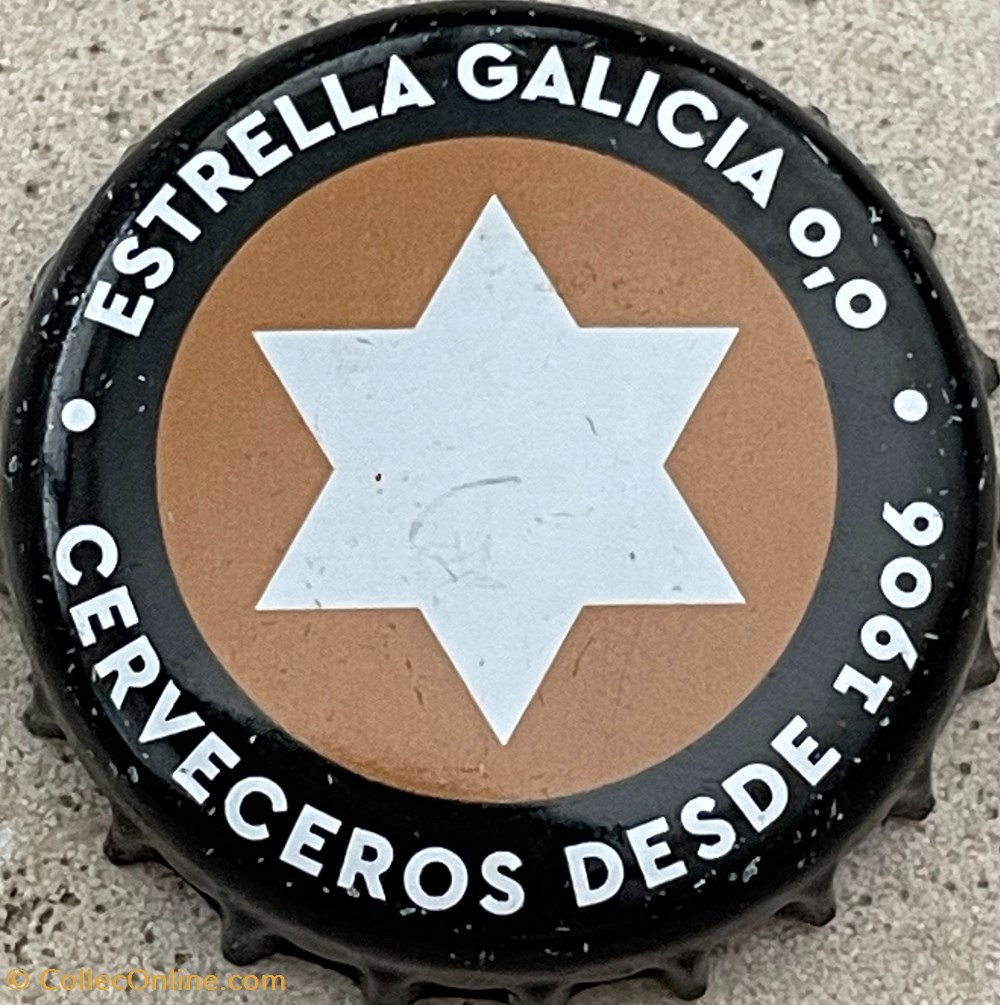 ESTRELLA GALICIA 0,0
CERVECEROS DESDE 1906
© CollecOnline.com